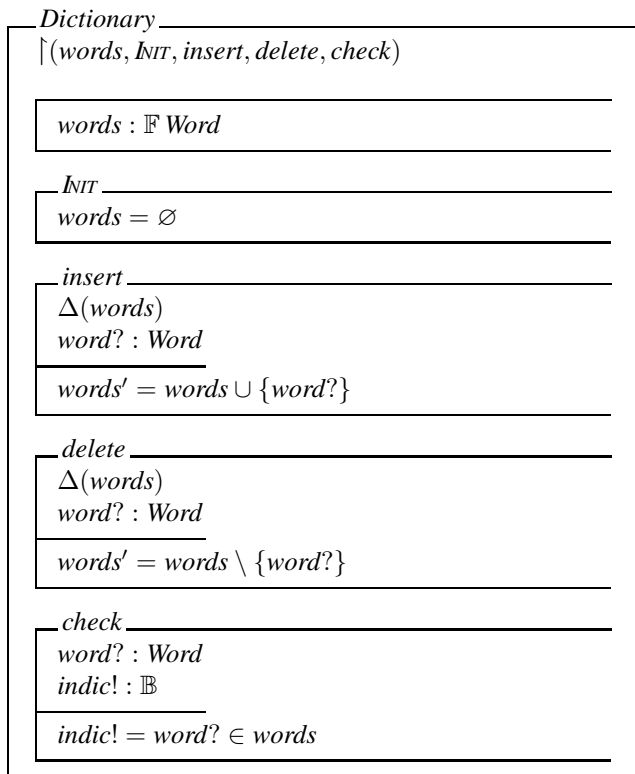 Dictionary
↾(words, INIT, insert, delete, check)
words : 𝔽 Word
INIT
words = ∅
insert
Δ(words)
word? : Word
words′ = words ∪ {word?}
delete
Δ(words)
word? : Word
words′ = words \ {word?}
check
word? : Word
indic! : 𝔹
indic! = word? ∈ words